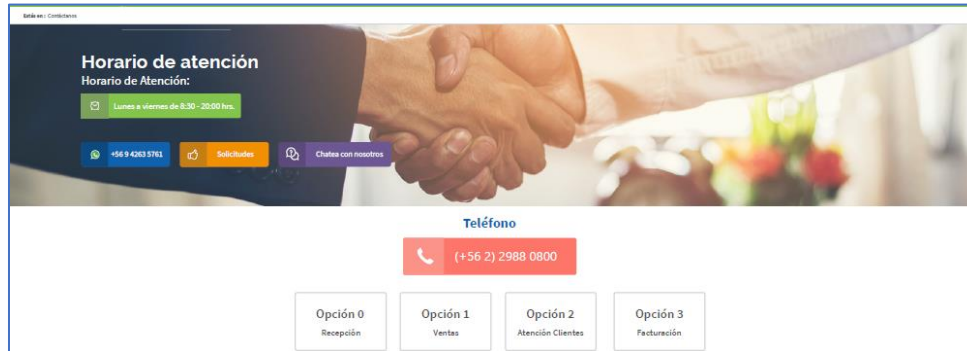 Estás en : Contáctanos
Horario de atención
Horario de Atención:
Lunes a viernes de 8:30 - 20:00 hrs.
+56 9 4263 5761
Solicitudes
Chatea con nosotros
Teléfono
(+56 2) 2988 0800
Opción 0
Recepción
Opción 1
Ventas
Opción 2
Atención Clientes
Opción 3
Facturación